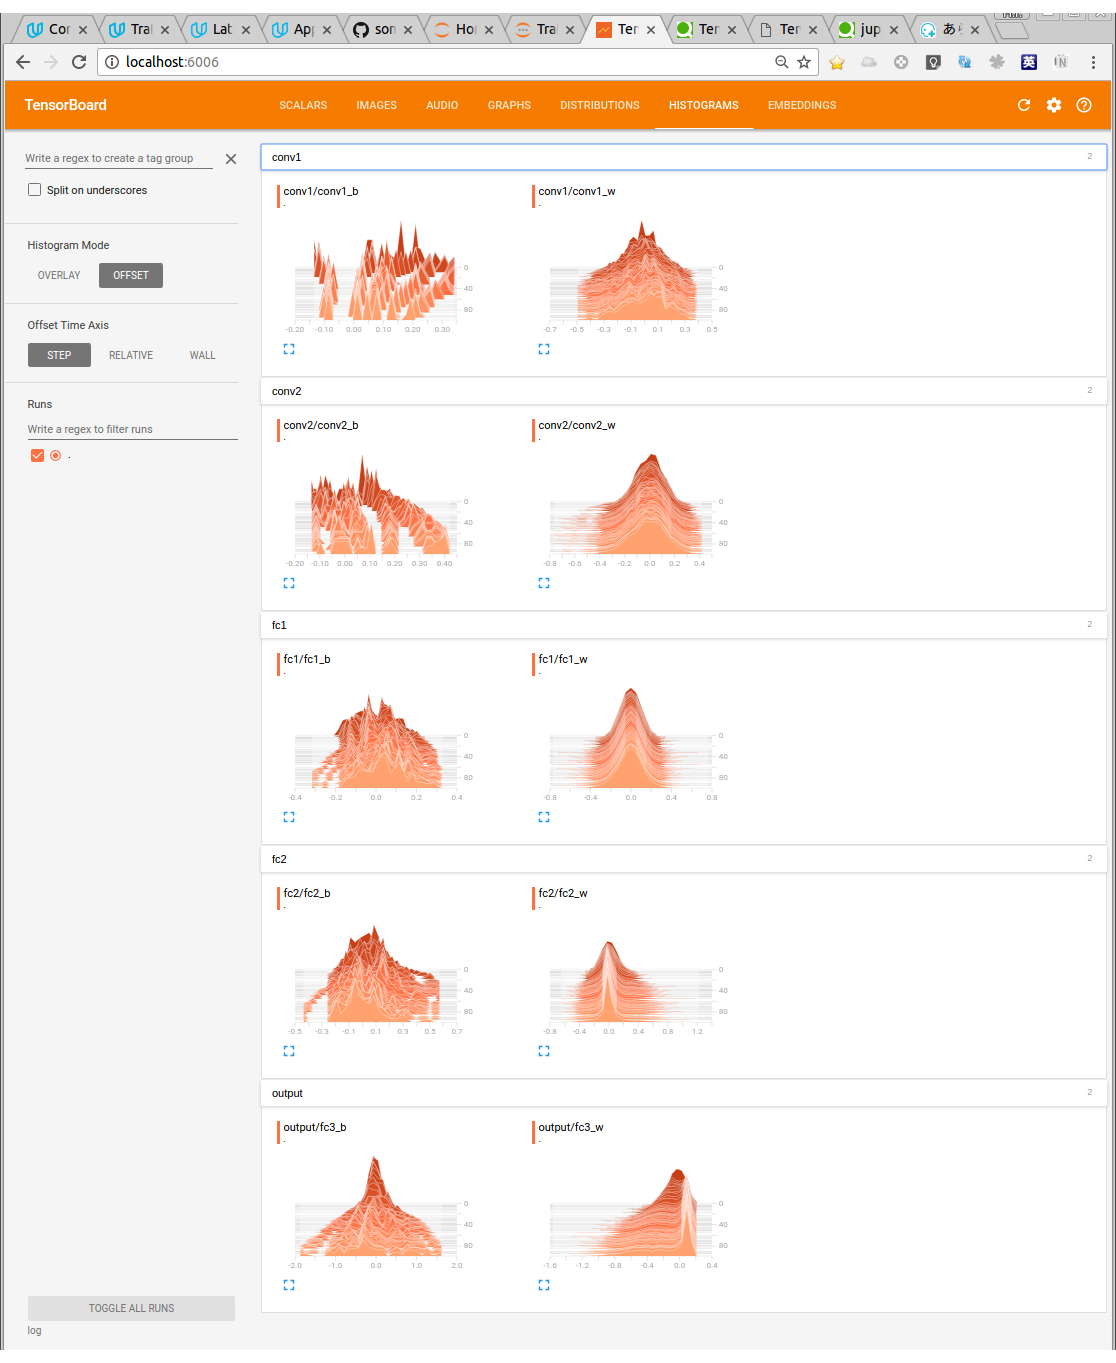 Cor Trai Lat App son Ho Trai Ter Ter Ter jup あ
localhost:6006 英
TensorBoard SCALARS IMAGES AUDIO GRAPHS DISTRIBUTIONS HISTOGRAMS EMBEDDINGS
Write a regex to create a tag group
Split on underscores
Histogram Mode
OVERLAY OFFSET
Offset Time Axis
STEP RELATIVE WALL
Runs
Write a regex to filter runs
.
TOGGLE ALL RUNS
log
conv1 2
conv1/conv1_b conv1/conv1_w
. .
0 0
40 40
80 80
-0.20 -0.10 0.00 0.10 0.20 0.30 -0.7 -0.5 -0.3 -0.1 0.1 0.3 0.5
conv2 2
conv2/conv2_b conv2/conv2_w
. .
0 0
40 40
80 80
-0.20 -0.10 0.00 0.10 0.20 0.30 0.40 -0.8 -0.6 -0.4 -0.2 0.0 0.2 0.4
fc1 2
fc1/fc1_b fc1/fc1_w
. .
0 0
40 40
80 80
-0.4 -0.2 0.0 0.2 0.4 -0.8 -0.4 0.0 0.4 0.8
fc2 2
fc2/fc2_b fc2/fc2_w
. .
0 0
40 40
80 80
-0.5 -0.3 -0.1 0.1 0.3 0.5 0.7 -0.8 -0.4 0.0 0.4 0.8 1.2
output 2
output/fc3_b output/fc3_w
. .
0 0
40 40
80 80
-2.0 -1.0 0.0 1.0 2.0 -1.6 -1.2 -0.8 -0.4 0.0 0.4